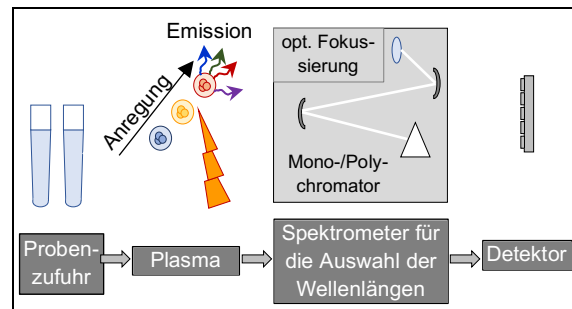 Emission
Anregung
opt. Fokus-
sierung
Mono-/Poly-
chromator
Proben-
zufuhr
Plasma
Spektrometer für
die Auswahl der
Wellenlängen
Detektor